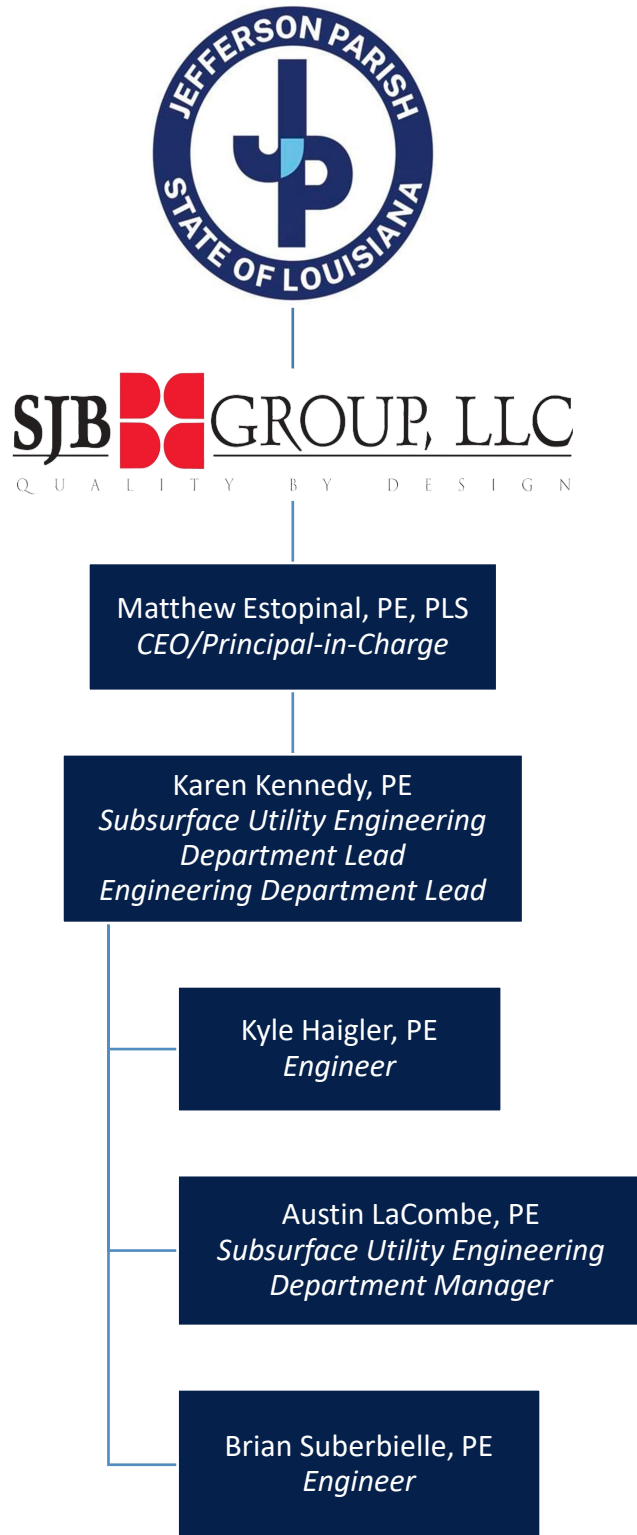 JEFFERSON PARISH
JP
STATE OF LOUISIANA
SJB GROUP, LLC
QUALITY BY DESIGN
Matthew Estopinal, PE, PLS
CEO/Principal-in-Charge
Karen Kennedy, PE
Subsurface Utility Engineering
Department Lead
Engineering Department Lead
Kyle Haigler, PE
Engineer
Austin LaCombe, PE
Subsurface Utility Engineering
Department Manager
Brian Suberbielle, PE
Engineer